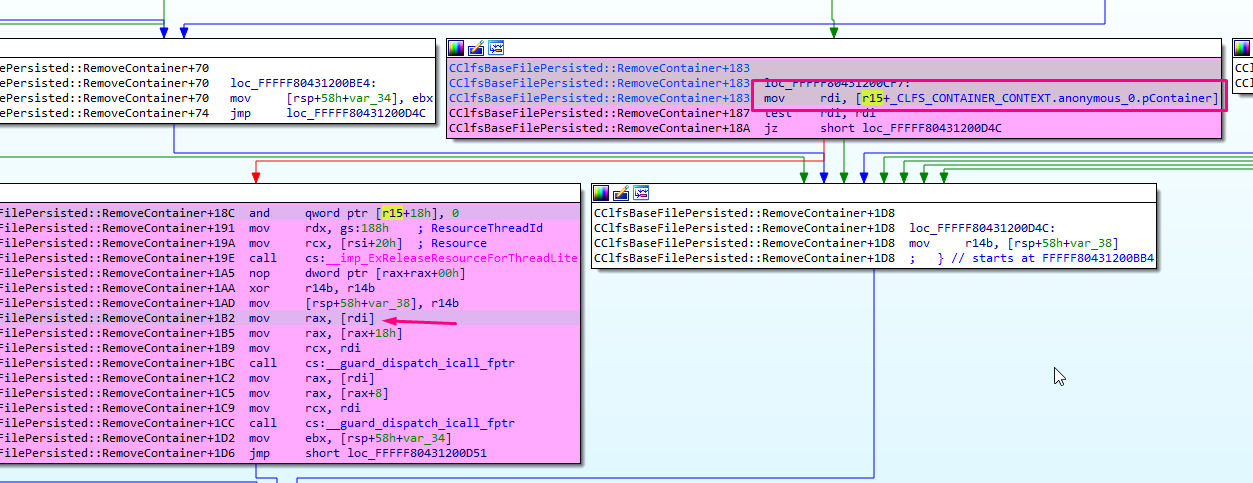 ePersisted::RemoveContainer+70
ePersisted::RemoveContainer+70 loc_FFFFF80431200BE4:
ePersisted::RemoveContainer+70 mov [rsp+58h+var_34], ebx
ePersisted::RemoveContainer+74 jmp loc_FFFFF80431200D4C
CClfsBaseFilePersisted::RemoveContainer+183
CClfsBaseFilePersisted::RemoveContainer+183 loc_FFFFF80431200CF7:
CClfsBaseFilePersisted::RemoveContainer+183 mov rdi, [r15+_CLFS_CONTAINER_CONTEXT.anonymous_0.pContainer]
CClfsBaseFilePersisted::RemoveContainer+187 test rdi, rdi
CClfsBaseFilePersisted::RemoveContainer+18A jz short loc_FFFFF80431200D4C
CCl
CCl
FilePersisted::RemoveContainer+18C and qword ptr [r15+18h], 0
FilePersisted::RemoveContainer+191 mov rdx, gs:188h ; ResourceThreadId
FilePersisted::RemoveContainer+19A mov rcx, [rsi+20h] ; Resource
FilePersisted::RemoveContainer+19E call cs:__imp_ExReleaseResourceForThreadLite
FilePersisted::RemoveContainer+1A5 nop dword ptr [rax+rax+00h]
FilePersisted::RemoveContainer+1AA xor r14b, r14b
FilePersisted::RemoveContainer+1AD mov [rsp+58h+var_38], r14b
FilePersisted::RemoveContainer+1B2 mov rax, [rdi]
FilePersisted::RemoveContainer+1B5 mov rax, [rax+18h]
FilePersisted::RemoveContainer+1B9 mov rcx, rdi
FilePersisted::RemoveContainer+1BC call cs:__guard_dispatch_icall_fptr
FilePersisted::RemoveContainer+1C2 mov rax, [rdi]
FilePersisted::RemoveContainer+1C5 mov rax, [rax+8]
FilePersisted::RemoveContainer+1C9 mov rcx, rdi
FilePersisted::RemoveContainer+1CC call cs:__guard_dispatch_icall_fptr
FilePersisted::RemoveContainer+1D2 mov ebx, [rsp+58h+var_34]
FilePersisted::RemoveContainer+1D6 jmp short loc_FFFFF80431200D51
CClfsBaseFilePersisted::RemoveContainer+1D8
CClfsBaseFilePersisted::RemoveContainer+1D8 loc_FFFFF80431200D4C:
CClfsBaseFilePersisted::RemoveContainer+1D8 mov r14b, [rsp+58h+var_38]
CClfsBaseFilePersisted::RemoveContainer+1D8 ; } // starts at FFFFF80431200BB4